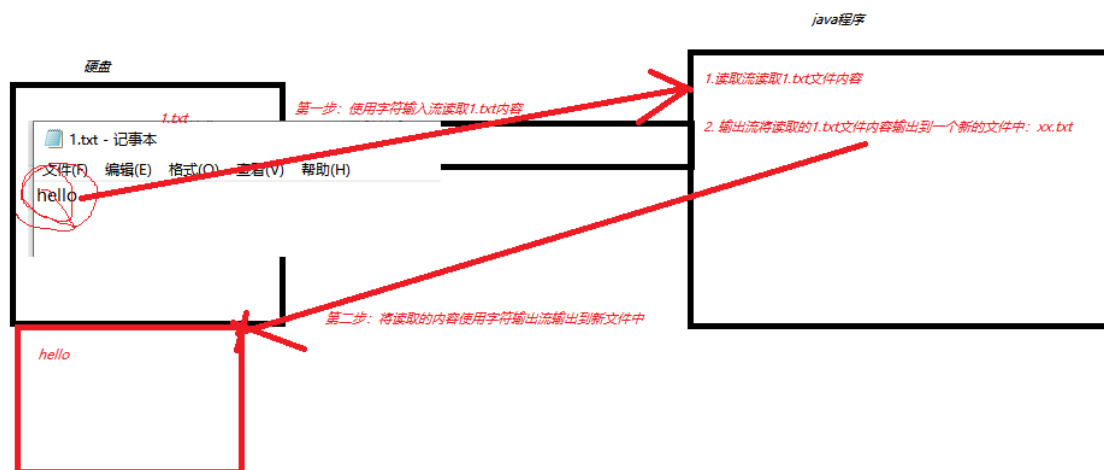 java程序
硬盘
1.读取流读取1.txt文件内容
第一步：使用字符输入流读取1.txt内容
1.txt
2. 输出流将读取的1.txt文件内容输出到一个新的文件中：xx.txt
1.txt - 记事本
文件(F) 编辑(E) 格式(O) 查看(V) 帮助(H)
hello
第二步：将读取的内容使用字符输出流输出到新文件中
hello